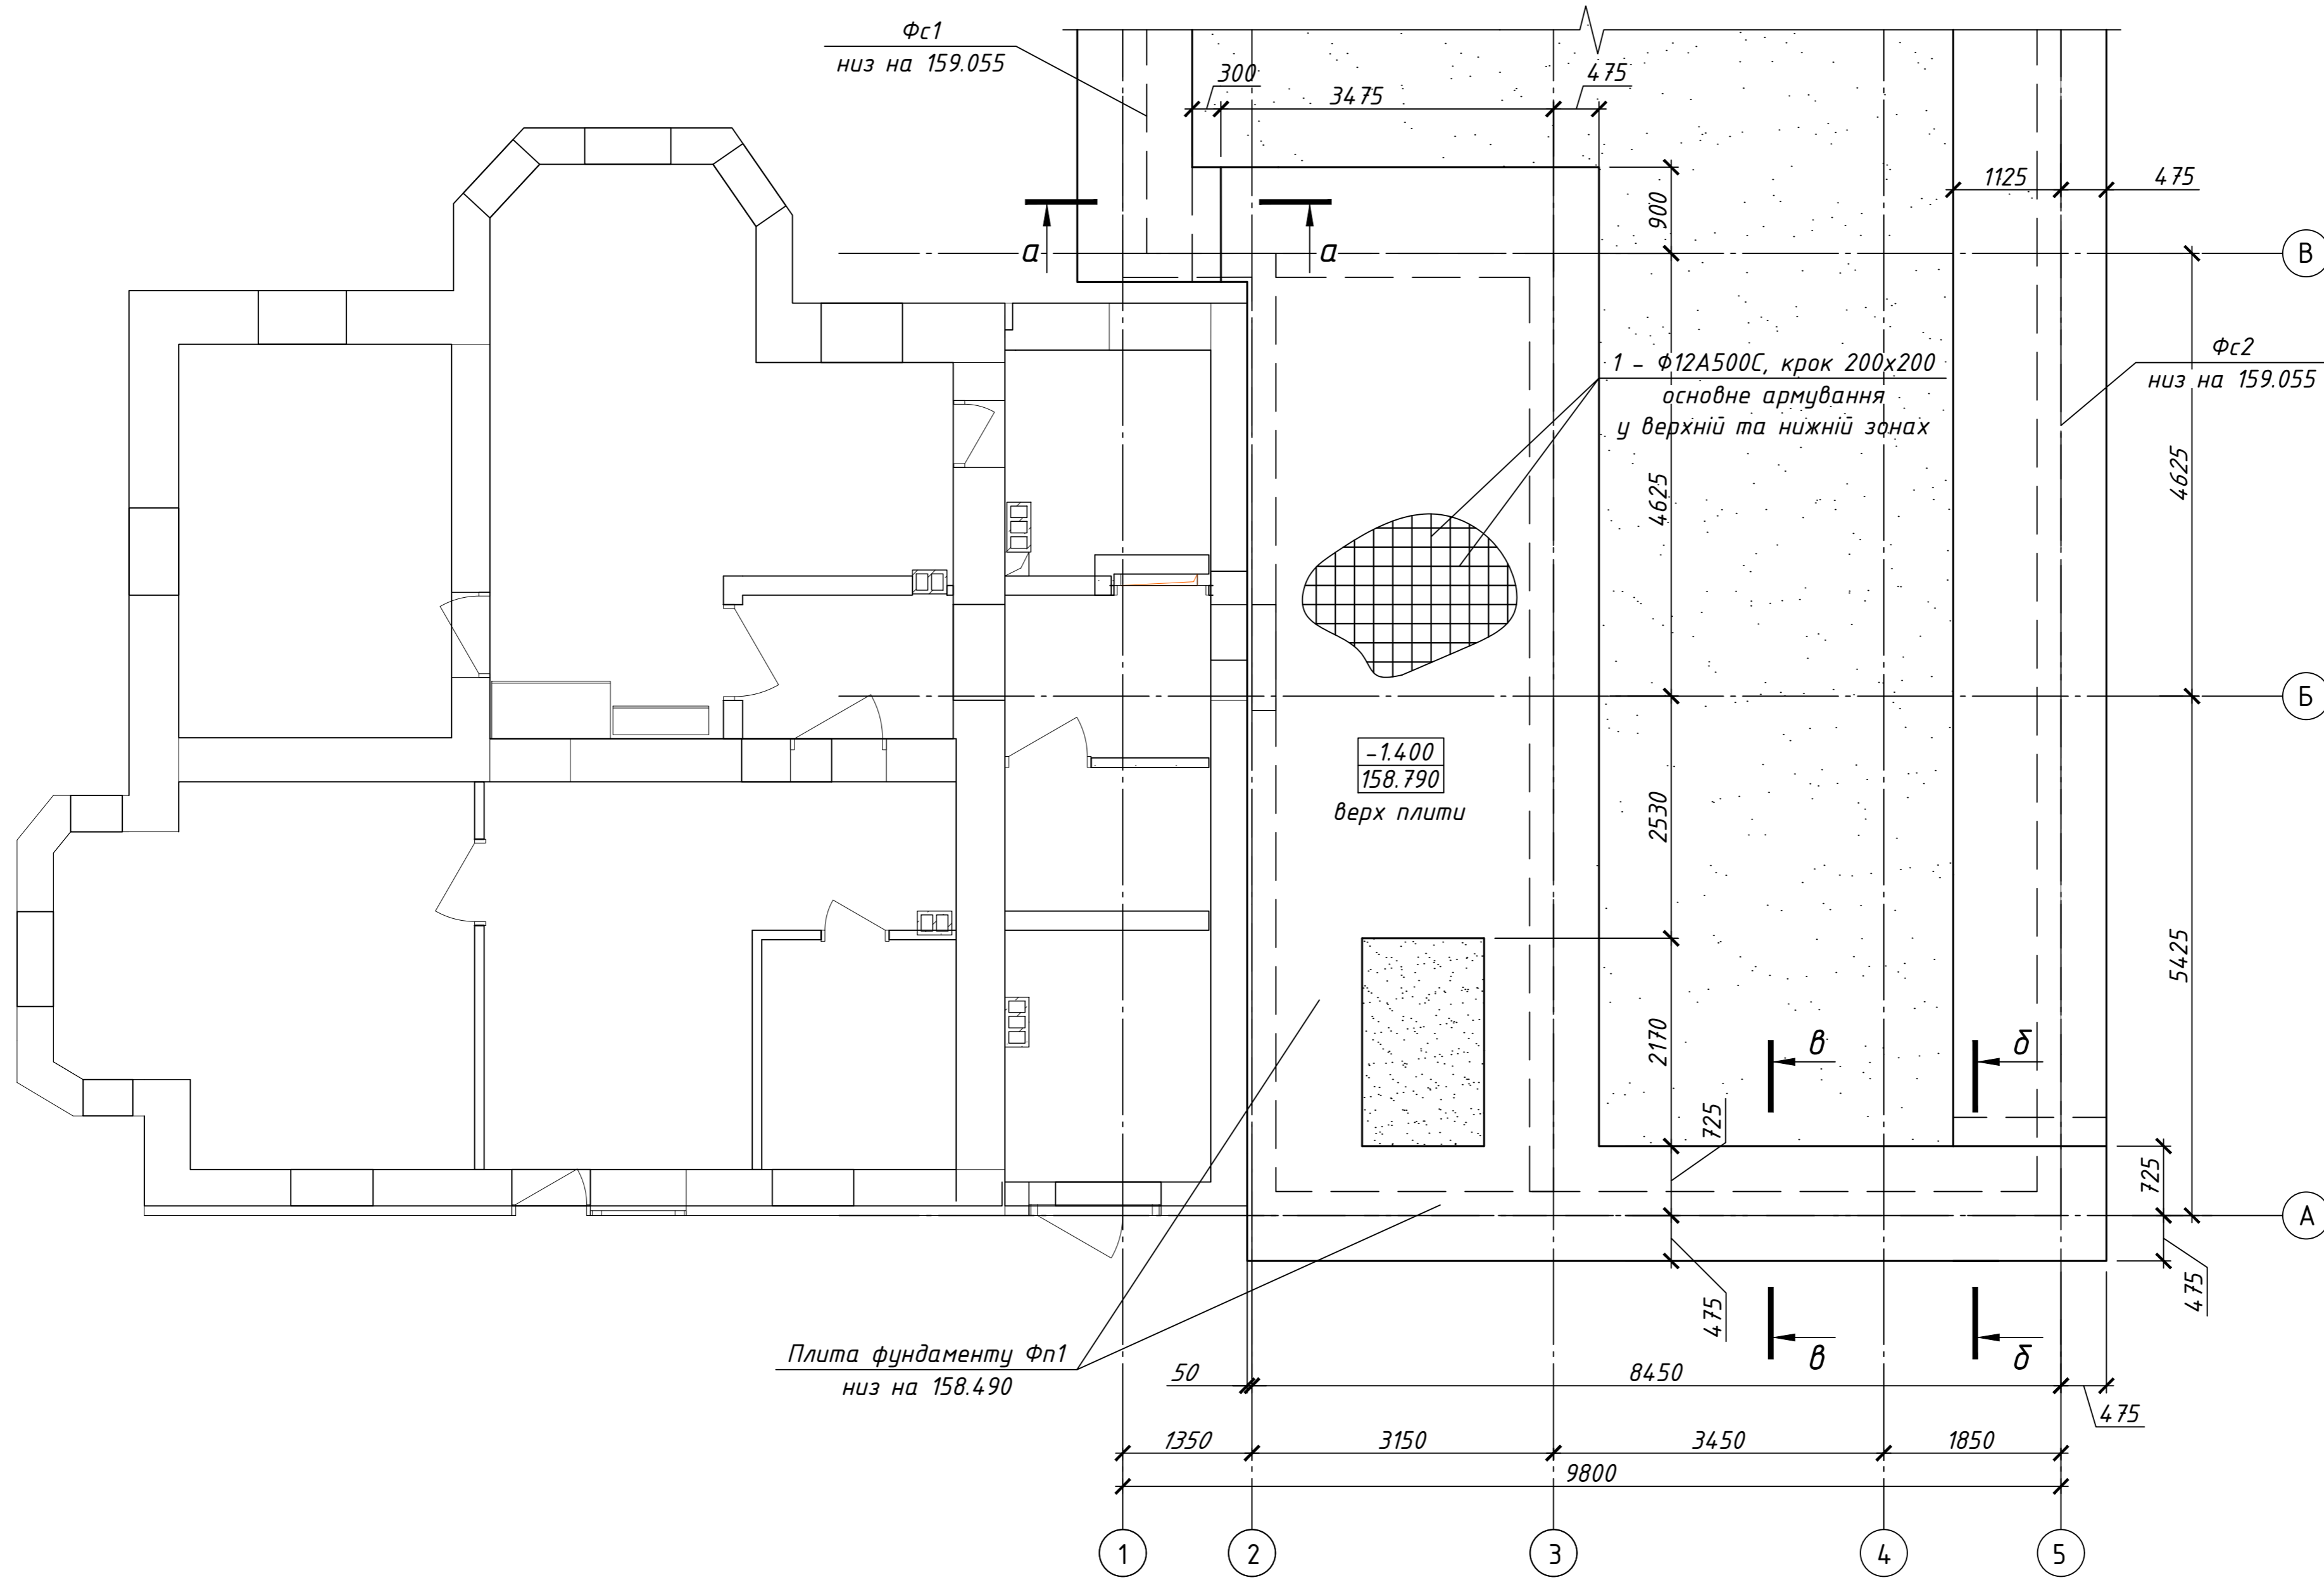 Фс1
низ на 159.055
300
3475
475
1125
475
900
а
а
В
1 - Ф12А500С, крок 200х200
основне армування
у верхній та нижній зонах
Фс2
низ на 159.055
4625
4625
Б
-1.400
158.790
верх плити
2530
5425
2170
в
б
725
725
А
475
475
в
б
Плита фундаменту Фп1
низ на 158.490
50
8450
475
1350
3150
3450
1850
9800
1
2
3
4
5